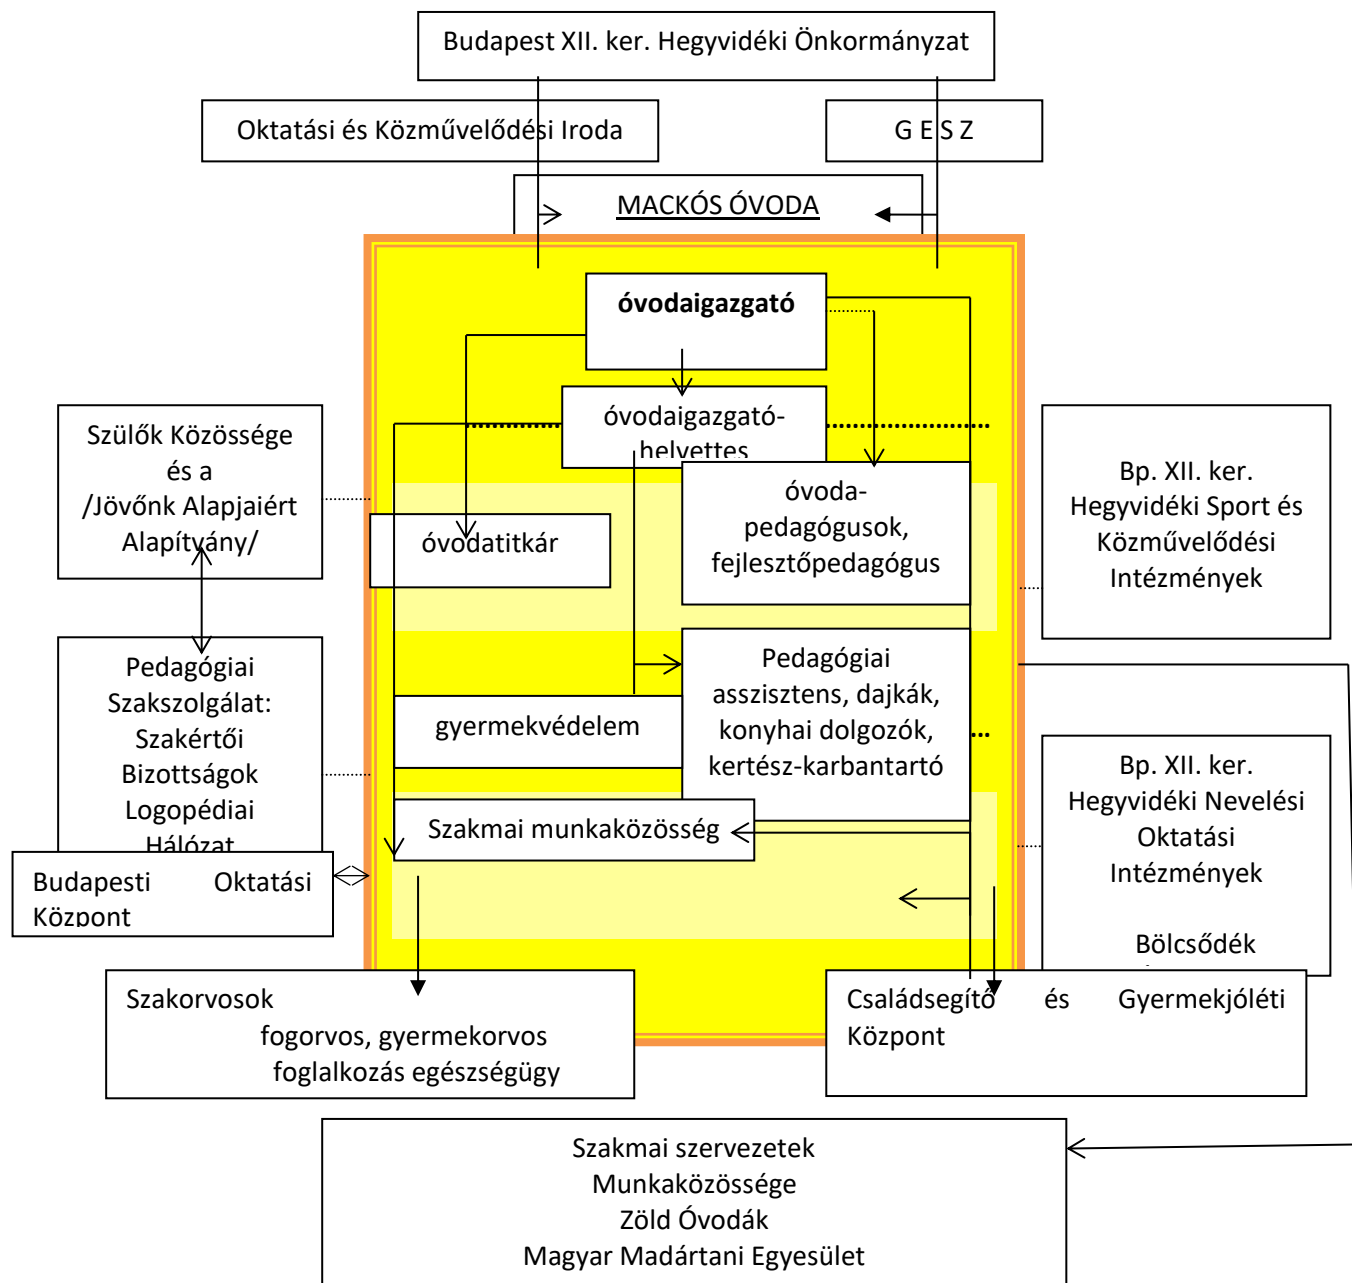 Budapest XII. ker. Hegyvidéki Önkormányzat
Oktatási és Közművelődési Iroda
G E S Z
MACKÓS ÓVODA
óvodaigazgató
óvodaigazgató-
helyettes
Szülők Közössége
és a
/Jövőnk Alapjaiért
Alapítvány/
óvodatitkár
óvoda-
pedagógusok,
fejlesztőpedagógus
Bp. XII. ker.
Hegyvidéki Sport és
Közművelődési
Intézmények
Pedagógiai
Szakszolgálat:
Szakértői
Bizottságok
Logopédiai
Hálózat
gyermekvédelem
Pedagógiai
asszisztens, dajkák,
konyhai dolgozók,
kertész-karbantartó
Bp. XII. ker.
Hegyvidéki Nevelési
Oktatási
Intézmények
Bölcsődék
Szakmai munkaközösség
Budapesti Oktatási
Központ
Szakorvosok
fogorvos, gyermekorvos
foglalkozás egészségügy
Családsegítő és Gyermekjóléti
Központ
Szakmai szervezetek
Munkaközössége
Zöld Óvodák
Magyar Madártani Egyesület